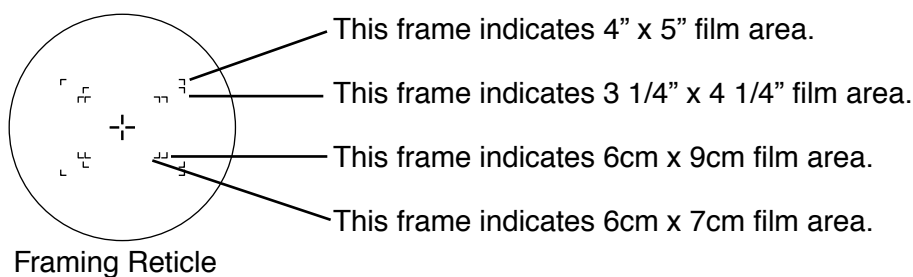 This frame indicates 4” x 5” film area.
This frame indicates 3 1/4” x 4 1/4” film area.
This frame indicates 6cm x 9cm film area.
This frame indicates 6cm x 7cm film area.
Framing Reticle